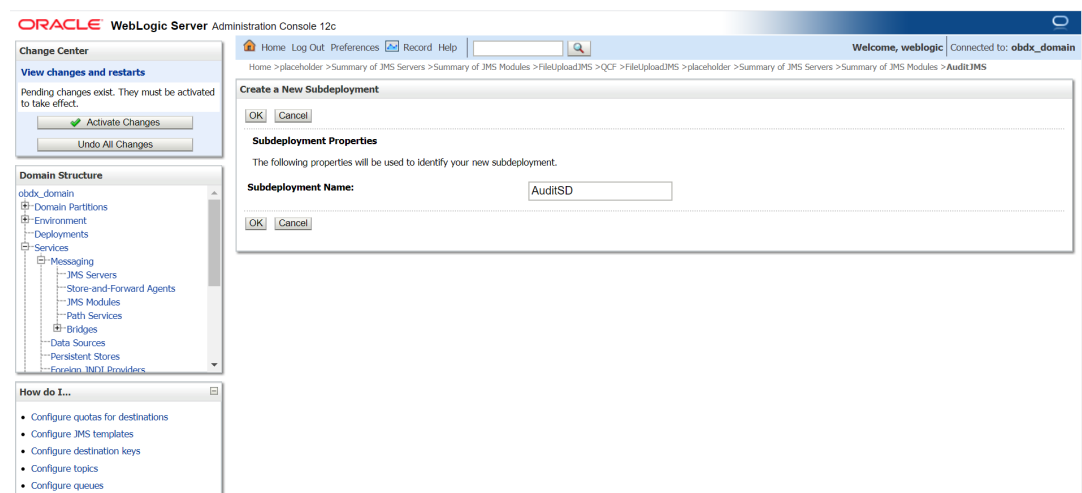 ORACLE WebLogic Server Administration Console 12c
Change Center
View changes and restarts
Pending changes exist. They must be activated
to take effect.
Activate Changes
Undo All Changes
Domain Structure
obdx_domain
Domain Partitions
Environment
Deployments
Services
Messaging
JMS Servers
Store-and-Forward Agents
JMS Modules
Path Services
Bridges
Data Sources
Persistent Stores
Foreign JNDI Providers
How do I...
Configure quotas for destinations
Configure JMS templates
Configure destination keys
Configure topics
Configure queues
Home Log Out Preferences Record Help
Welcome, weblogic Connected to: obdx_domain
Home >placeholder >Summary of JMS Servers >Summary of JMS Modules >FileUploadJMS >QCF >FileUploadJMS >placeholder >Summary of JMS Servers >Summary of JMS Modules >AuditJMS
Create a New Subdeployment
OK Cancel
Subdeployment Properties
The following properties will be used to identify your new subdeployment.
Subdeployment Name: AuditSD
OK Cancel